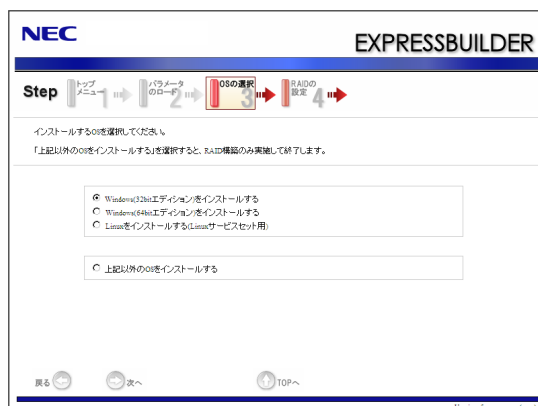 NEC
EXPRESSBUILDER
Step トップメニュー 1 パラメータのロード 2 OSの選択 3 RAIDの設定 4
インストールするOSを選択してください。
「上記以外のOSをインストールする」を選択すると、RAID構築のみ実施して終了します。
Windows(32bitエディション)をインストールする
Windows(64bitエディション)をインストールする
Linuxをインストールする(Linuxサービスセット用)
上記以外のOSをインストールする
戻る 次へ TOPへ